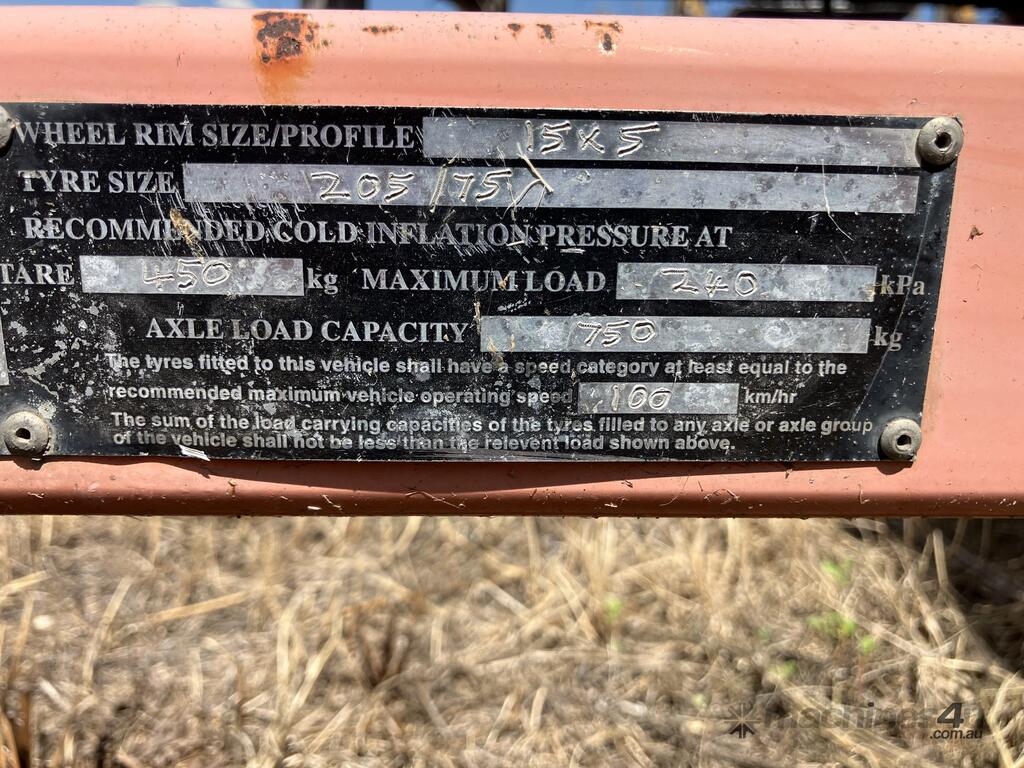 WHEEL RIM SIZE/PROFILE 15 X 5
TYRE SIZE 205/75
RECOMMENDED COLD INFLATION PRESSURE AT
TARE 450 kg MAXIMUM LOAD 240 kPa
AXLE LOAD CAPACITY 750 kg
The tyres fitted to this vehicle shall have a speed category at least equal to the
recommended maximum vehicle operating speed 100 km/hr
The sum of the load carrying capacities of the tyres filled to any axle or axle group
of the vehicle shall not be less than the relevent load shown above.
machines4u
.com.au